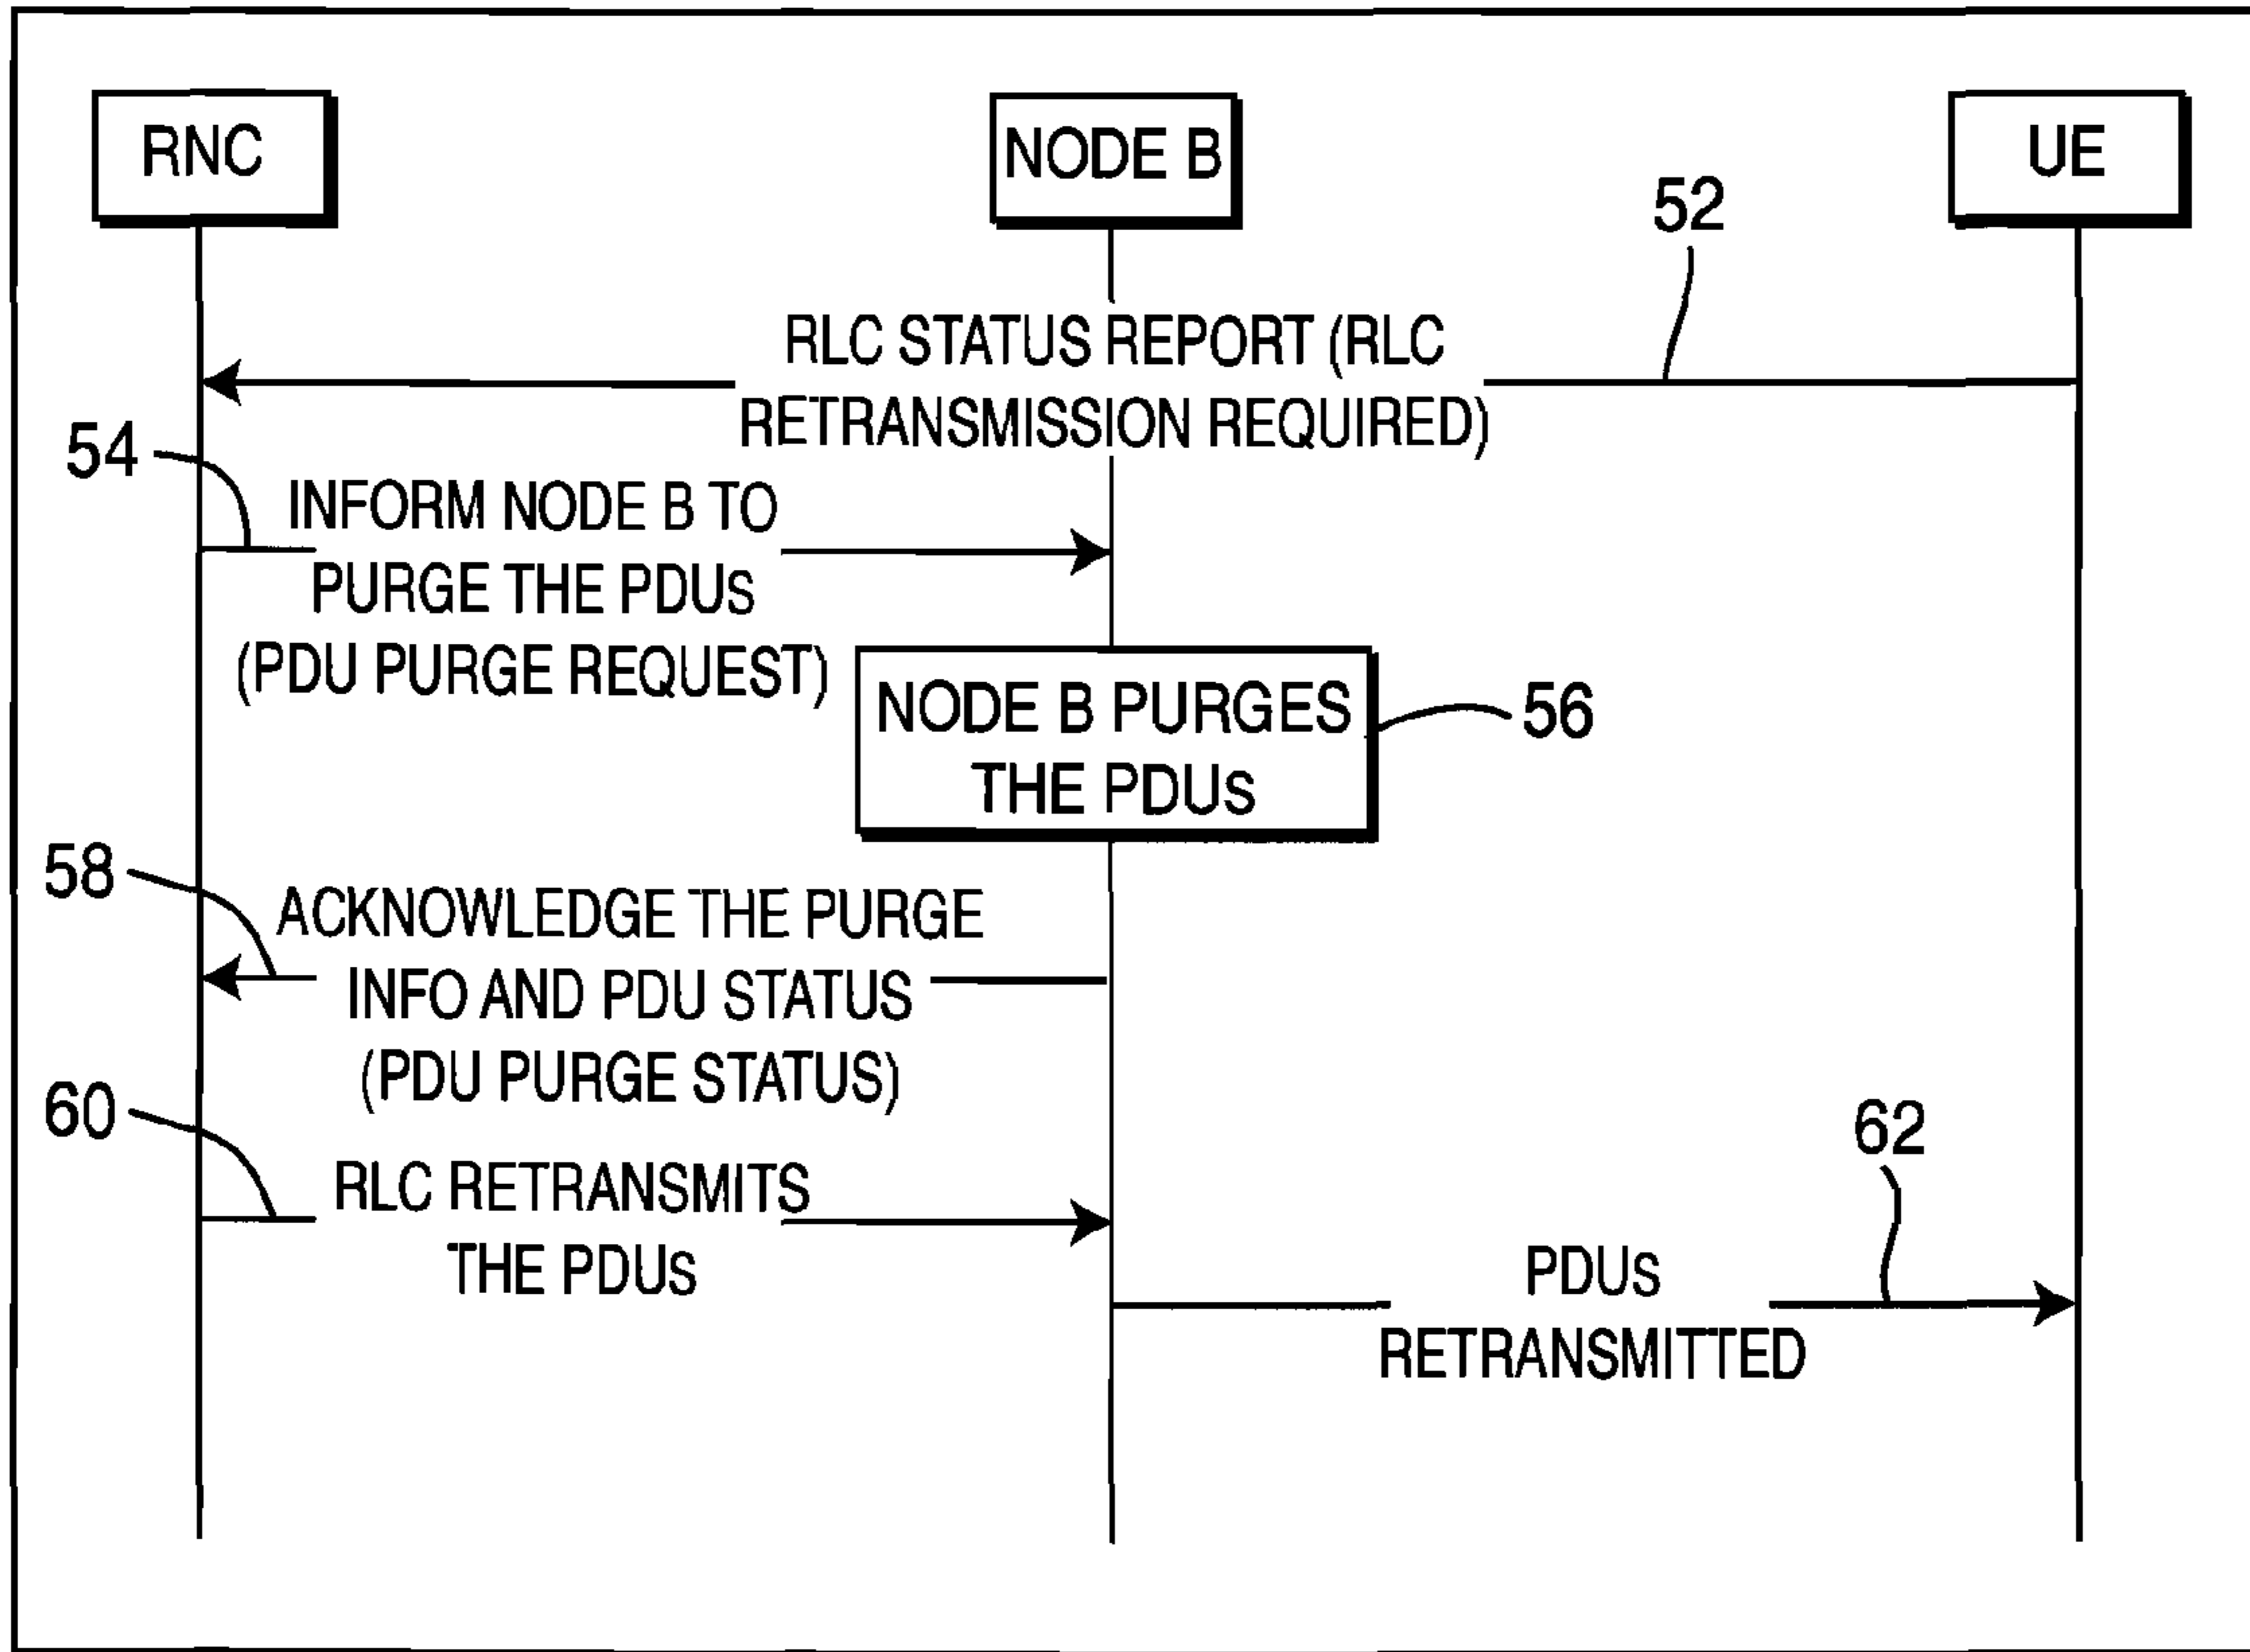 RNC
NODE B
UE
52
RLC STATUS REPORT (RLC
RETRANSMISSION REQUIRED)
54
INFORM NODE B TO
PURGE THE PDUs
(PDU PURGE REQUEST)
NODE B PURGES
THE PDUs
56
58
ACKNOWLEDGE THE PURGE
INFO AND PDU STATUS
(PDU PURGE STATUS)
60
RLC RETRANSMITS
THE PDUs
62
PDUs
RETRANSMITTED